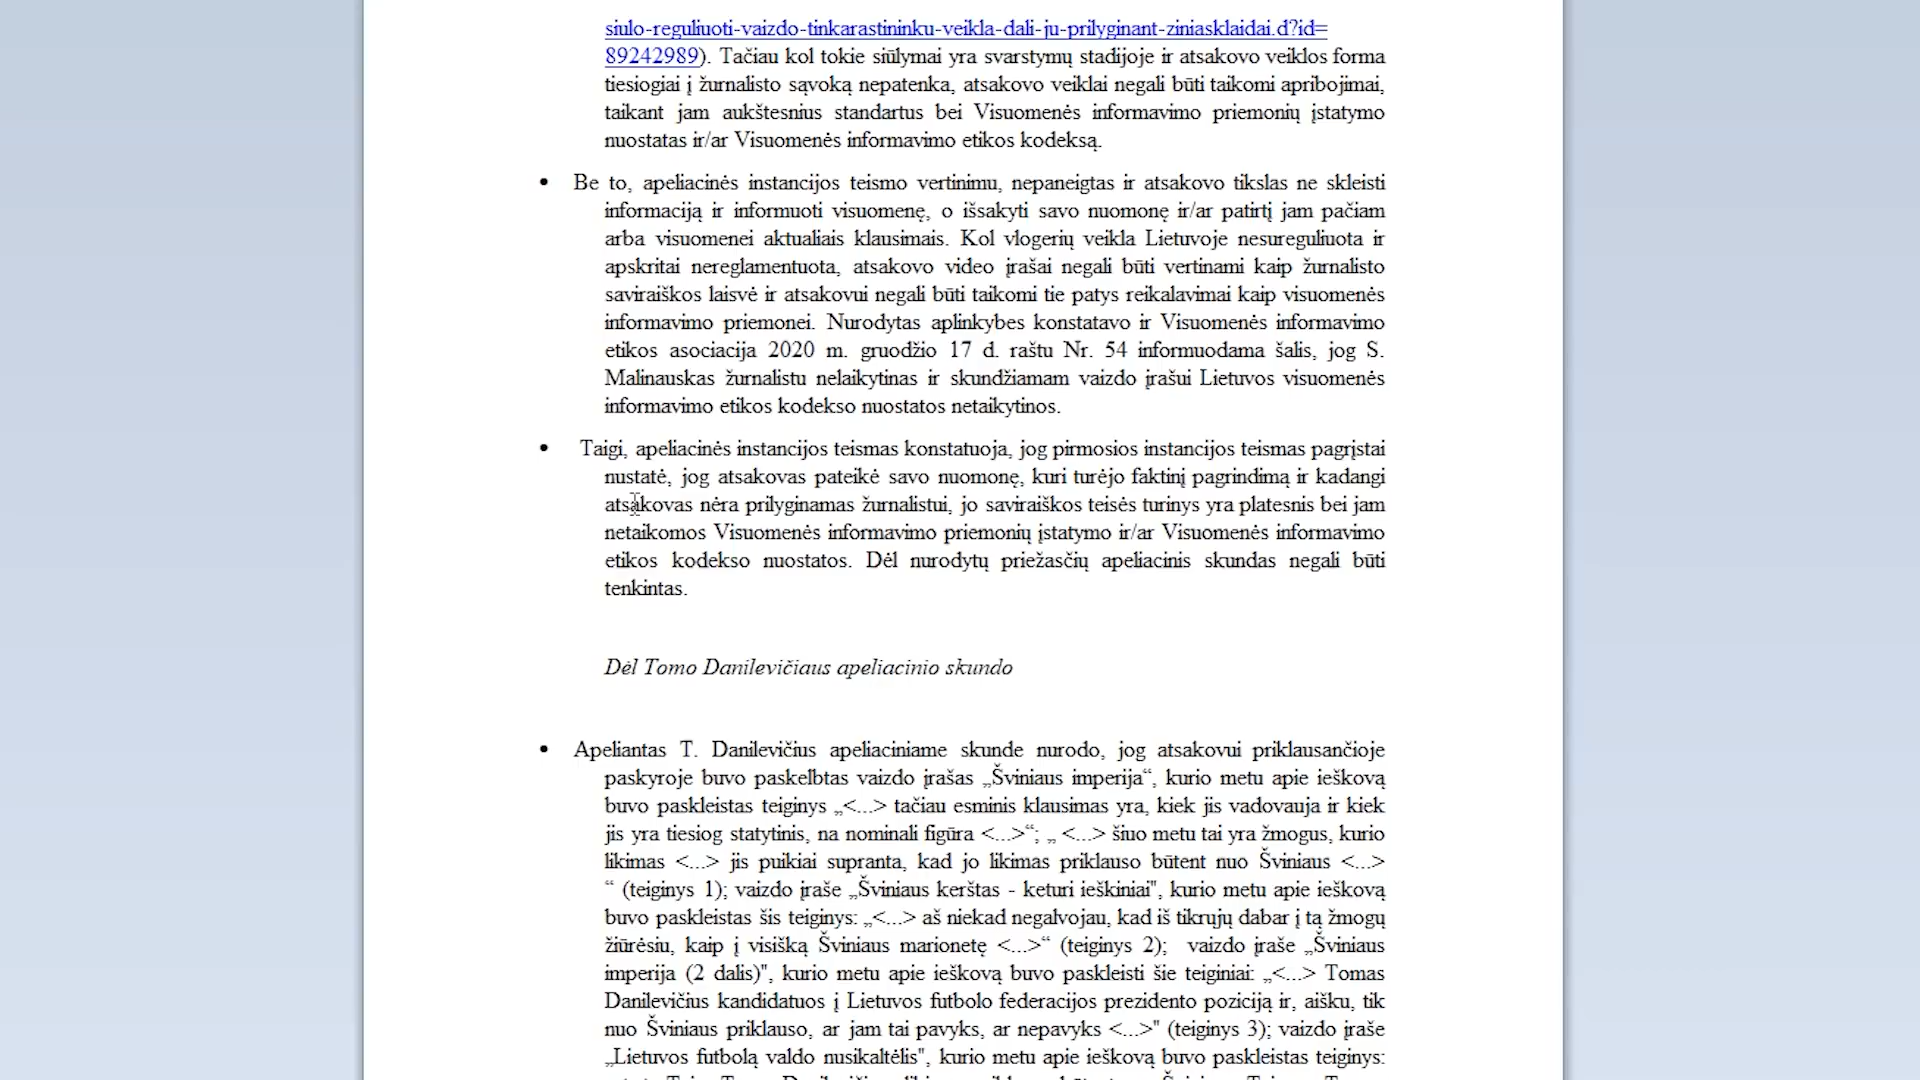 siulo-reguliuoti-vaizdo-tinkarastininku-veikla-dali-ju-prilyginant-ziniasklaidai.d?id=
89242989). Tačiau kol tokie siūlymai yra svarstymų stadijoje ir atsakovo veiklos forma
tiesiogiai į žurnalisto sąvoką nepatenka, atsakovo veiklai negali būti taikomi apribojimai,
taikant jam aukštesnius standartus bei Visuomenės informavimo priemonių įstatymo
nuostatas ir/ar Visuomenės informavimo etikos kodeksą.
• Be to, apeliacinės instancijos teismo vertinimu, nepaneigtas ir atsakovo tikslas ne skleisti
informaciją ir informuoti visuomenę, o išsakyti savo nuomonę ir/ar patirtį jam pačiam
arba visuomenei aktualiais klausimais. Kol vlogerių veikla Lietuvoje nesureguliuota ir
apskritai nereglamentuota, atsakovo video įrašai negali būti vertinami kaip žurnalisto
saviraiškos laisvė ir atsakovui negali būti taikomi tie patys reikalavimai kaip visuomenės
informavimo priemonei. Nurodytas aplinkybes konstatavo ir Visuomenės informavimo
etikos asociacija 2020 m. gruodžio 17 d. raštu Nr. 54 informuodama šalis, jog S.
Malinauskas žurnalistu nelaikytinas ir skundžiamam vaizdo įrašui Lietuvos visuomenės
informavimo etikos kodekso nuostatos netaikytinos.
• Taigi, apeliacinės instancijos teismas konstatuoja, jog pirmosios instancijos teismas pagrįstai
nustatė, jog atsakovas pateikė savo nuomonę, kuri turėjo faktinį pagrindimą ir kadangi
atsakovas nėra prilyginamas žurnalistui, jo saviraiškos teisės turinys yra platesnis bei jam
netaikomos Visuomenės informavimo priemonių įstatymo ir/ar Visuomenės informavimo
etikos kodekso nuostatos. Dėl nurodytų priežasčių apeliacinis skundas negali būti
tenkintas.
Dėl Tomo Danilevičiaus apeliacinio skundo
• Apeliantas T. Danilevičius apeliaciniame skunde nurodo, jog atsakovui priklausančioje
paskyroje buvo paskelbtas vaizdo įrašas „Šviniaus imperija“, kurio metu apie ieškovą
buvo paskleistas teiginys „<...> tačiau esminis klausimas yra, kiek jis vadovauja ir kiek
jis yra tiesiog statytinis, na nominali figūra <...>“; „ <...> šiuo metu tai yra žmogus, kurio
likimas <...> jis puikiai supranta, kad jo likimas priklauso būtent nuo Šviniaus <...>
“ (teiginys 1); vaizdo įraše „Šviniaus kerštas - keturi ieškiniai", kurio metu apie ieškovą
buvo paskleistas šis teiginys: „<...> aš niekad negalvojau, kad iš tikrųjų dabar į tą žmogų
žiūrėsiu, kaip į visišką Šviniaus marionetę <...>“ (teiginys 2); vaizdo įraše „Šviniaus
imperija (2 dalis)", kurio metu apie ieškovą buvo paskleisti šie teiginiai: „<...> Tomas
Danilevičius kandidatuos į Lietuvos futbolo federacijos prezidento poziciją ir, aišku, tik
nuo Šviniaus priklauso, ar jam tai pavyks, ar nepavyks <...>" (teiginys 3); vaizdo įraše
„Lietuvos futbolą valdo nusikaltėlis", kurio metu apie ieškovą buvo paskleistas teiginys: